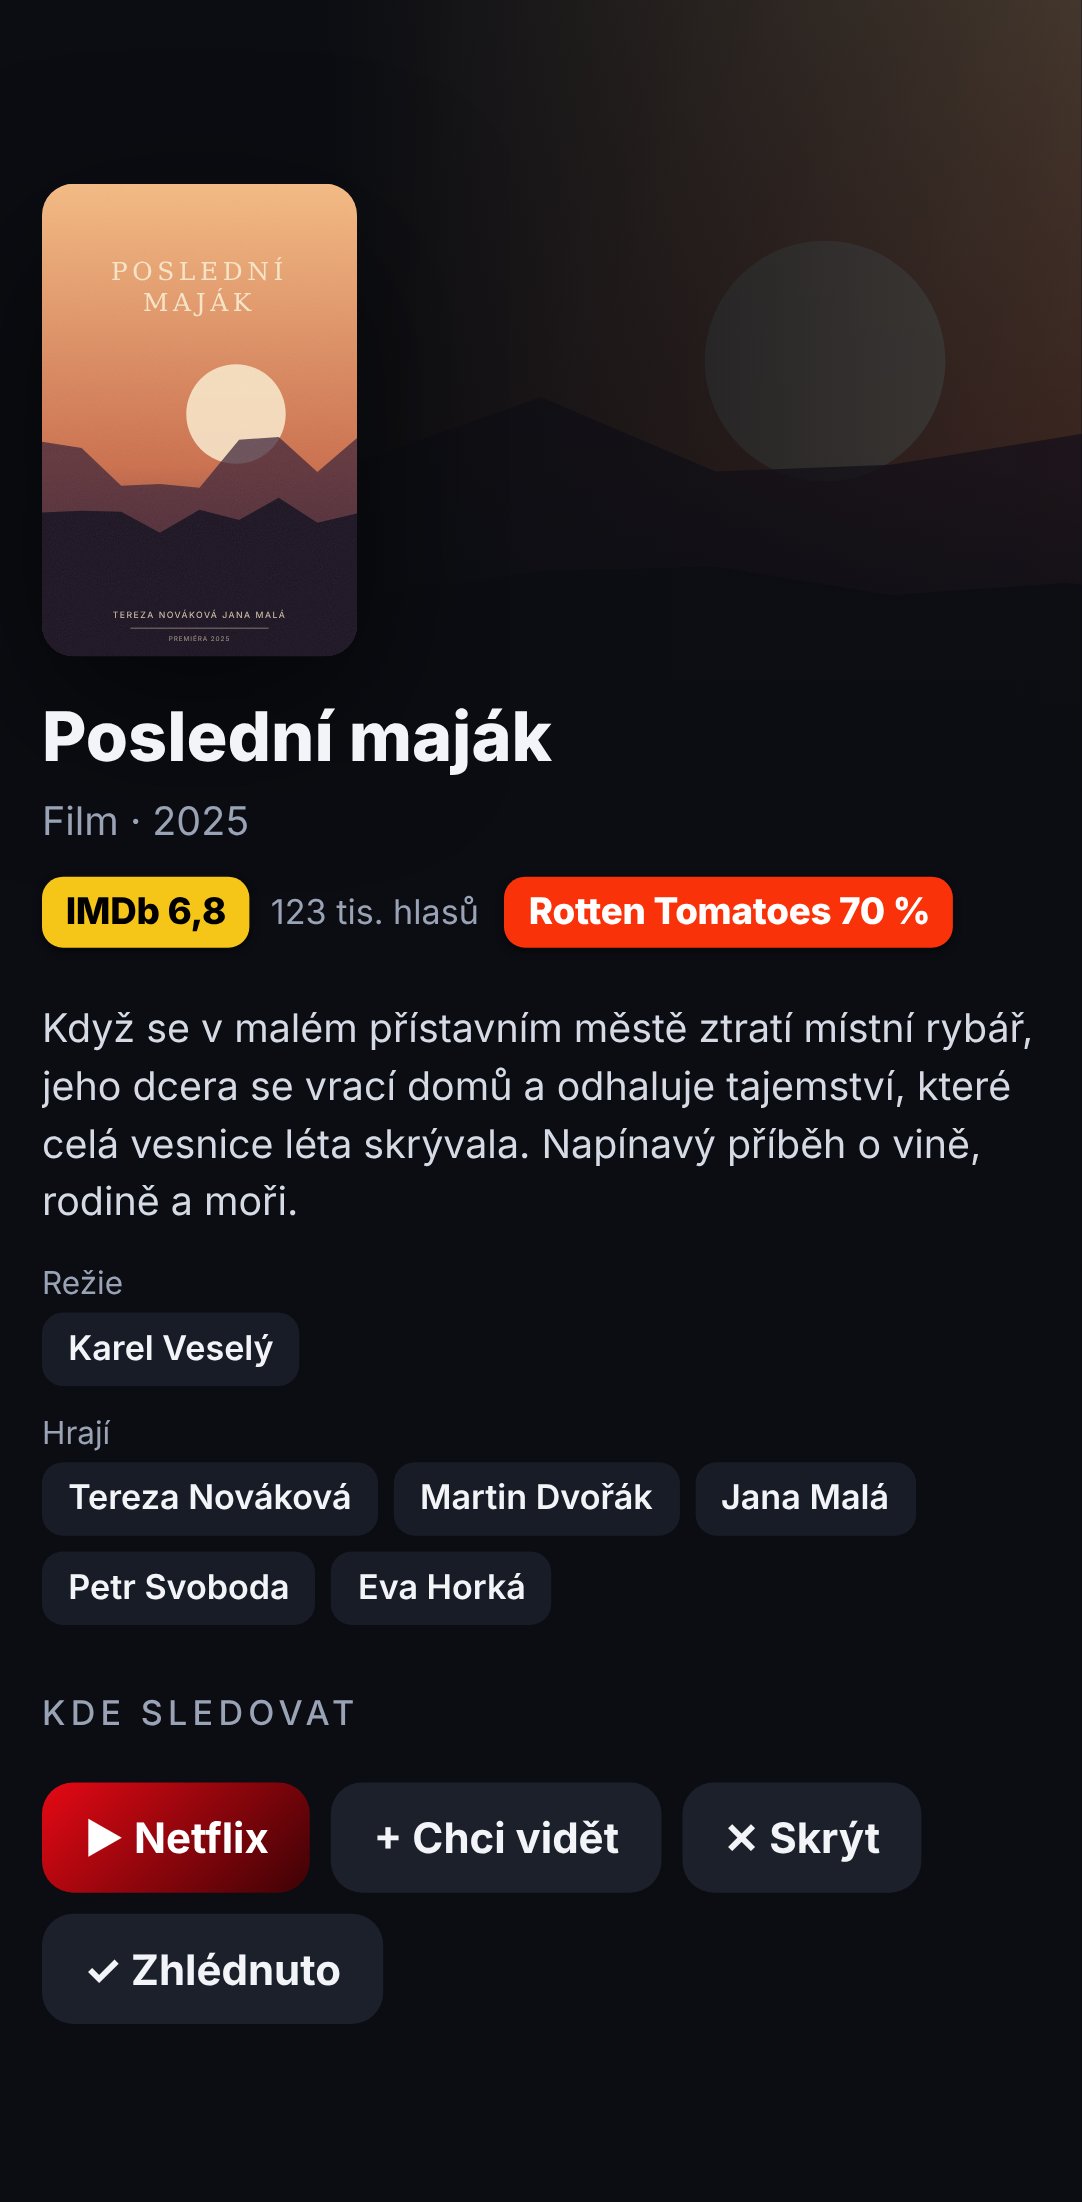 POSLEDNÍ
MAJÁK
TEREZA NOVÁKOVÁ JANA MALÁ
PREMIÉRA 2025
Poslední maják
Film · 2025
IMDb 6,8 123 tis. hlasů Rotten Tomatoes 70 %
Když se v malém přístavním městě ztratí místní rybář,
jeho dcera se vrací domů a odhaluje tajemství, které
celá vesnice léta skrývala. Napínavý příběh o vině,
rodině a moři.
Režie
Karel Veselý
Hrají
Tereza Nováková Martin Dvořák Jana Malá
Petr Svoboda Eva Horká
KDE SLEDOVAT
▶ Netflix + Chci vidět ✕ Skrýt
✓ Zhlédnuto